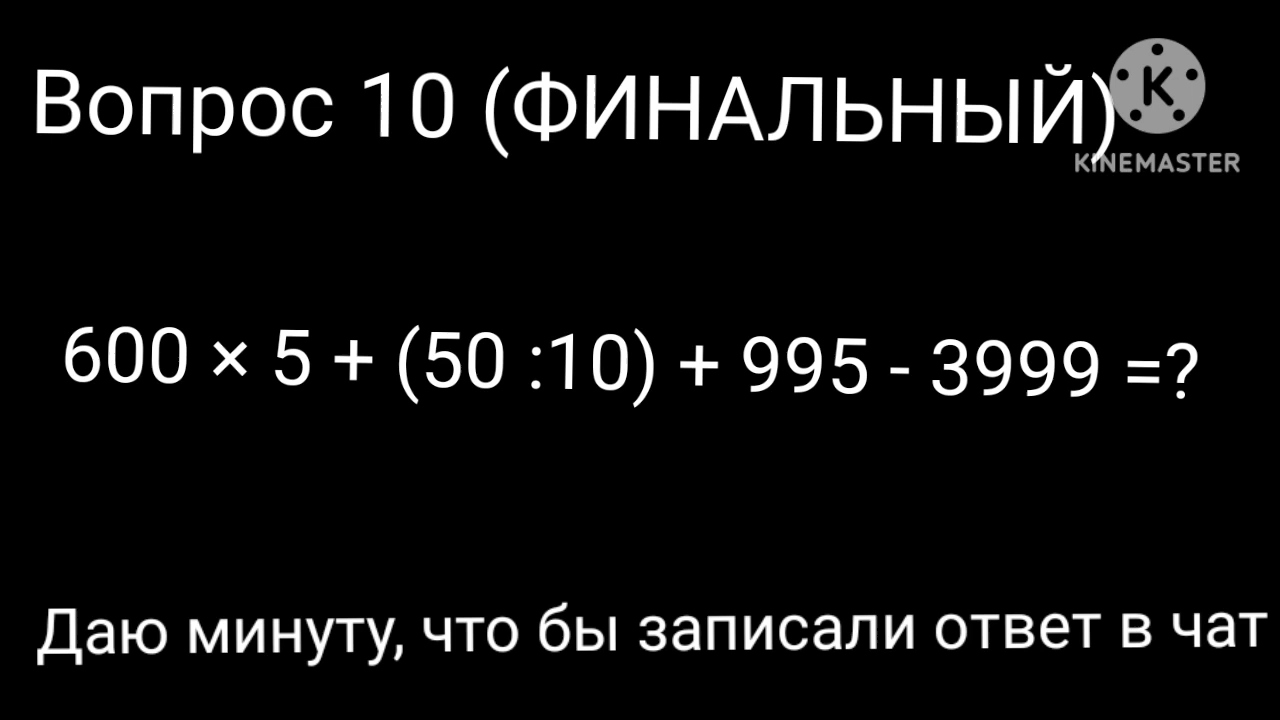 Вопрос 10 (ФИНАЛЬНЫЙ)
KINEMASTER
600 × 5 + (50 :10) + 995 - 3999 =?
Даю минуту, что бы записали ответ в чат